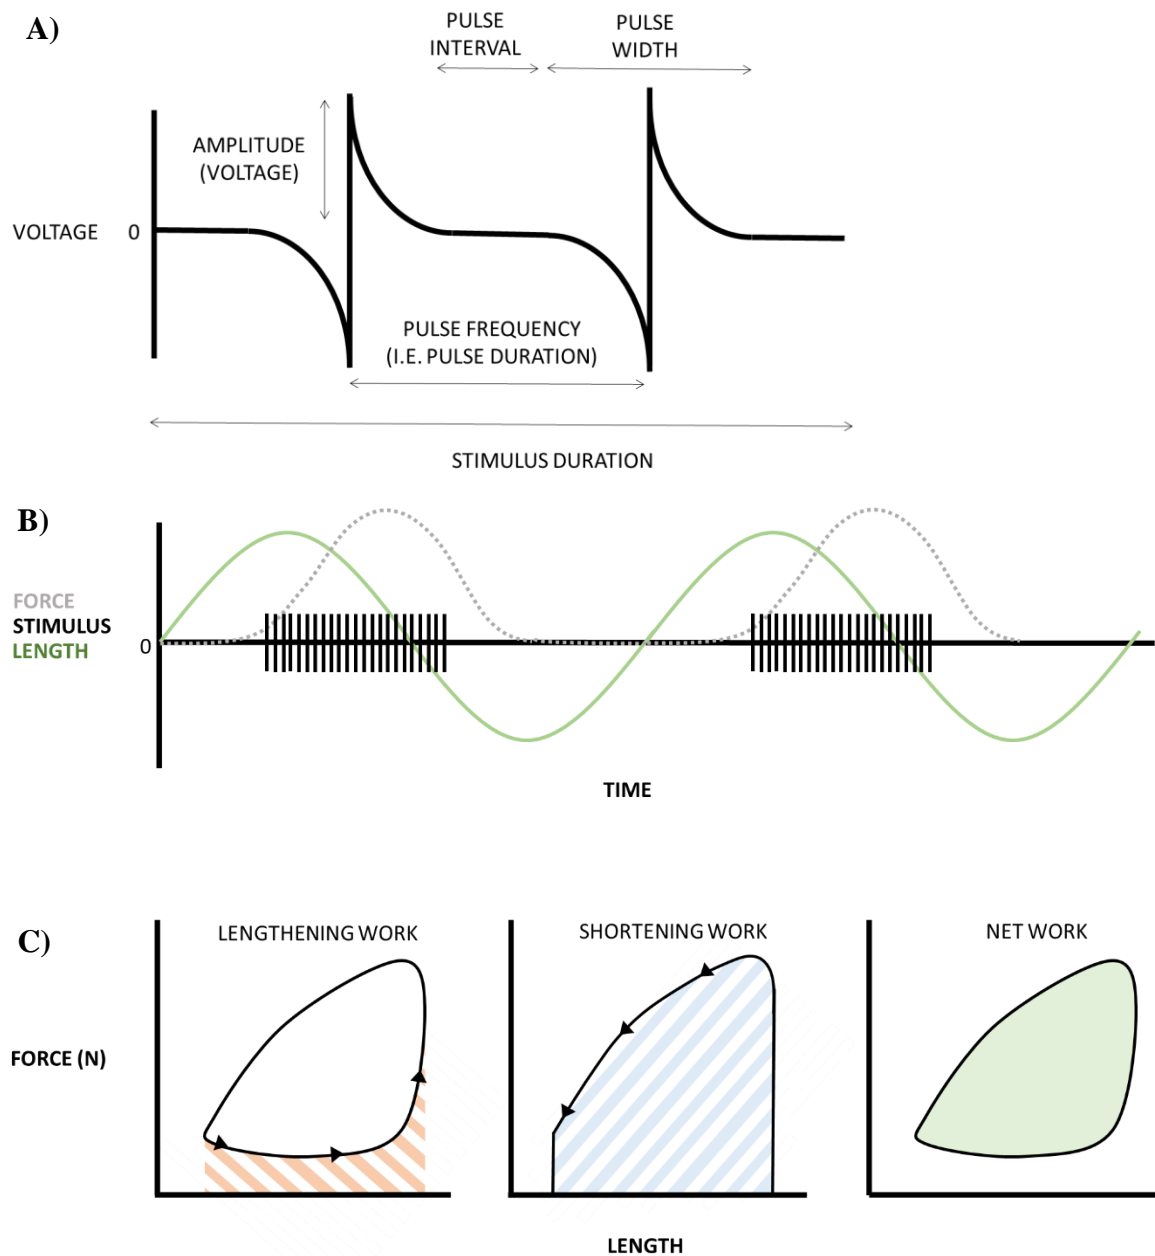 A)
PULSE
INTERVAL
PULSE
WIDTH
AMPLITUDE
(VOLTAGE)
VOLTAGE 0
PULSE FREQUENCY
(I.E. PULSE DURATION)
STIMULUS DURATION
B)
FORCE
STIMULUS
LENGTH
0
TIME
C)
LENGTHENING WORK
SHORTENING WORK
NET WORK
FORCE (N)
LENGTH